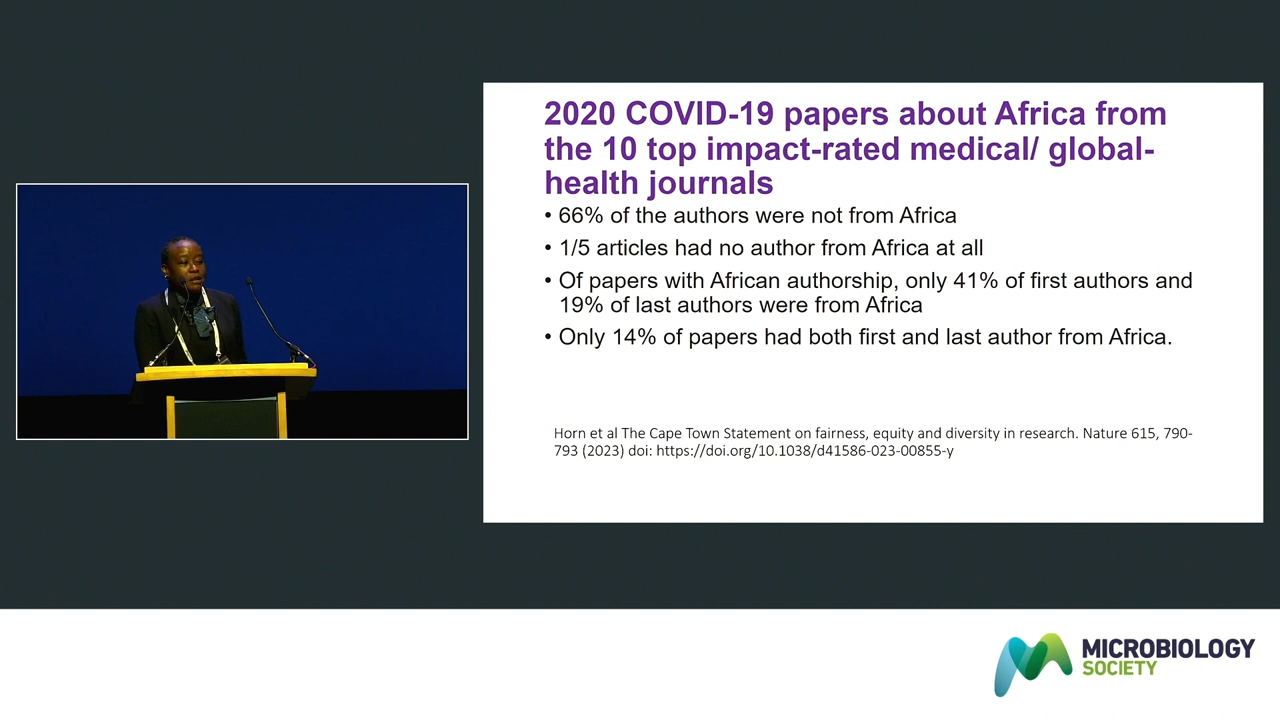 2020 COVID-19 papers about Africa from
the 10 top impact-rated medical/ global-
health journals
• 66% of the authors were not from Africa
• 1/5 articles had no author from Africa at all
• Of papers with African authorship, only 41% of first authors and
19% of last authors were from Africa
• Only 14% of papers had both first and last author from Africa.
Horn et al The Cape Town Statement on fairness, equity and diversity in research. Nature 615, 790-
793 (2023) doi: https://doi.org/10.1038/d41586-023-00855-y
MICROBIOLOGY
SOCIETY